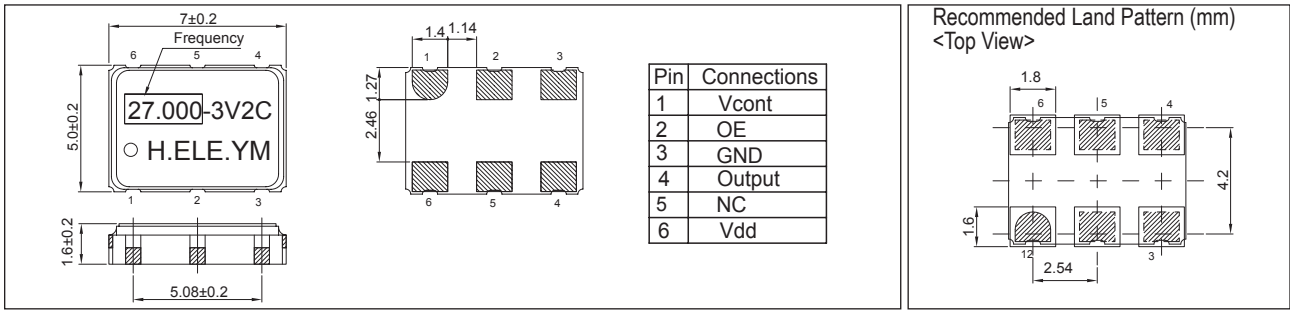 7±0.2
Frequency
6 5 4
27.000-3V2C
H.ELE.YM
5.0±0.2
1 2 3
1.6±0.2
5.08±0.2
1.4 1.14
1 2 3
1.27
2.46
6 5 4
Pin Connections
1 Vcont
2 OE
3 GND
4 Output
5 NC
6 Vdd
Recommended Land Pattern (mm)
<Top View>
1.8
6 5 4
4.2
1.6
12 3
2.54